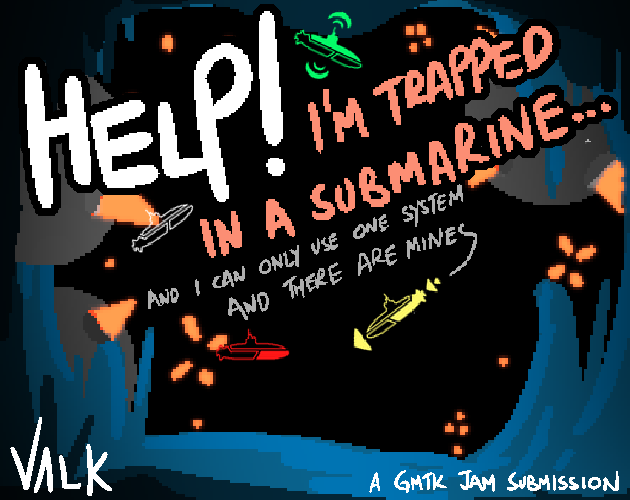 HELP! I'M TRAPPED
IN A SUBMARINE...
AND I CAN ONLY USE ONE SYSTEM
AND THERE ARE MINES
VALK
A GMTK JAM SUBMISSION